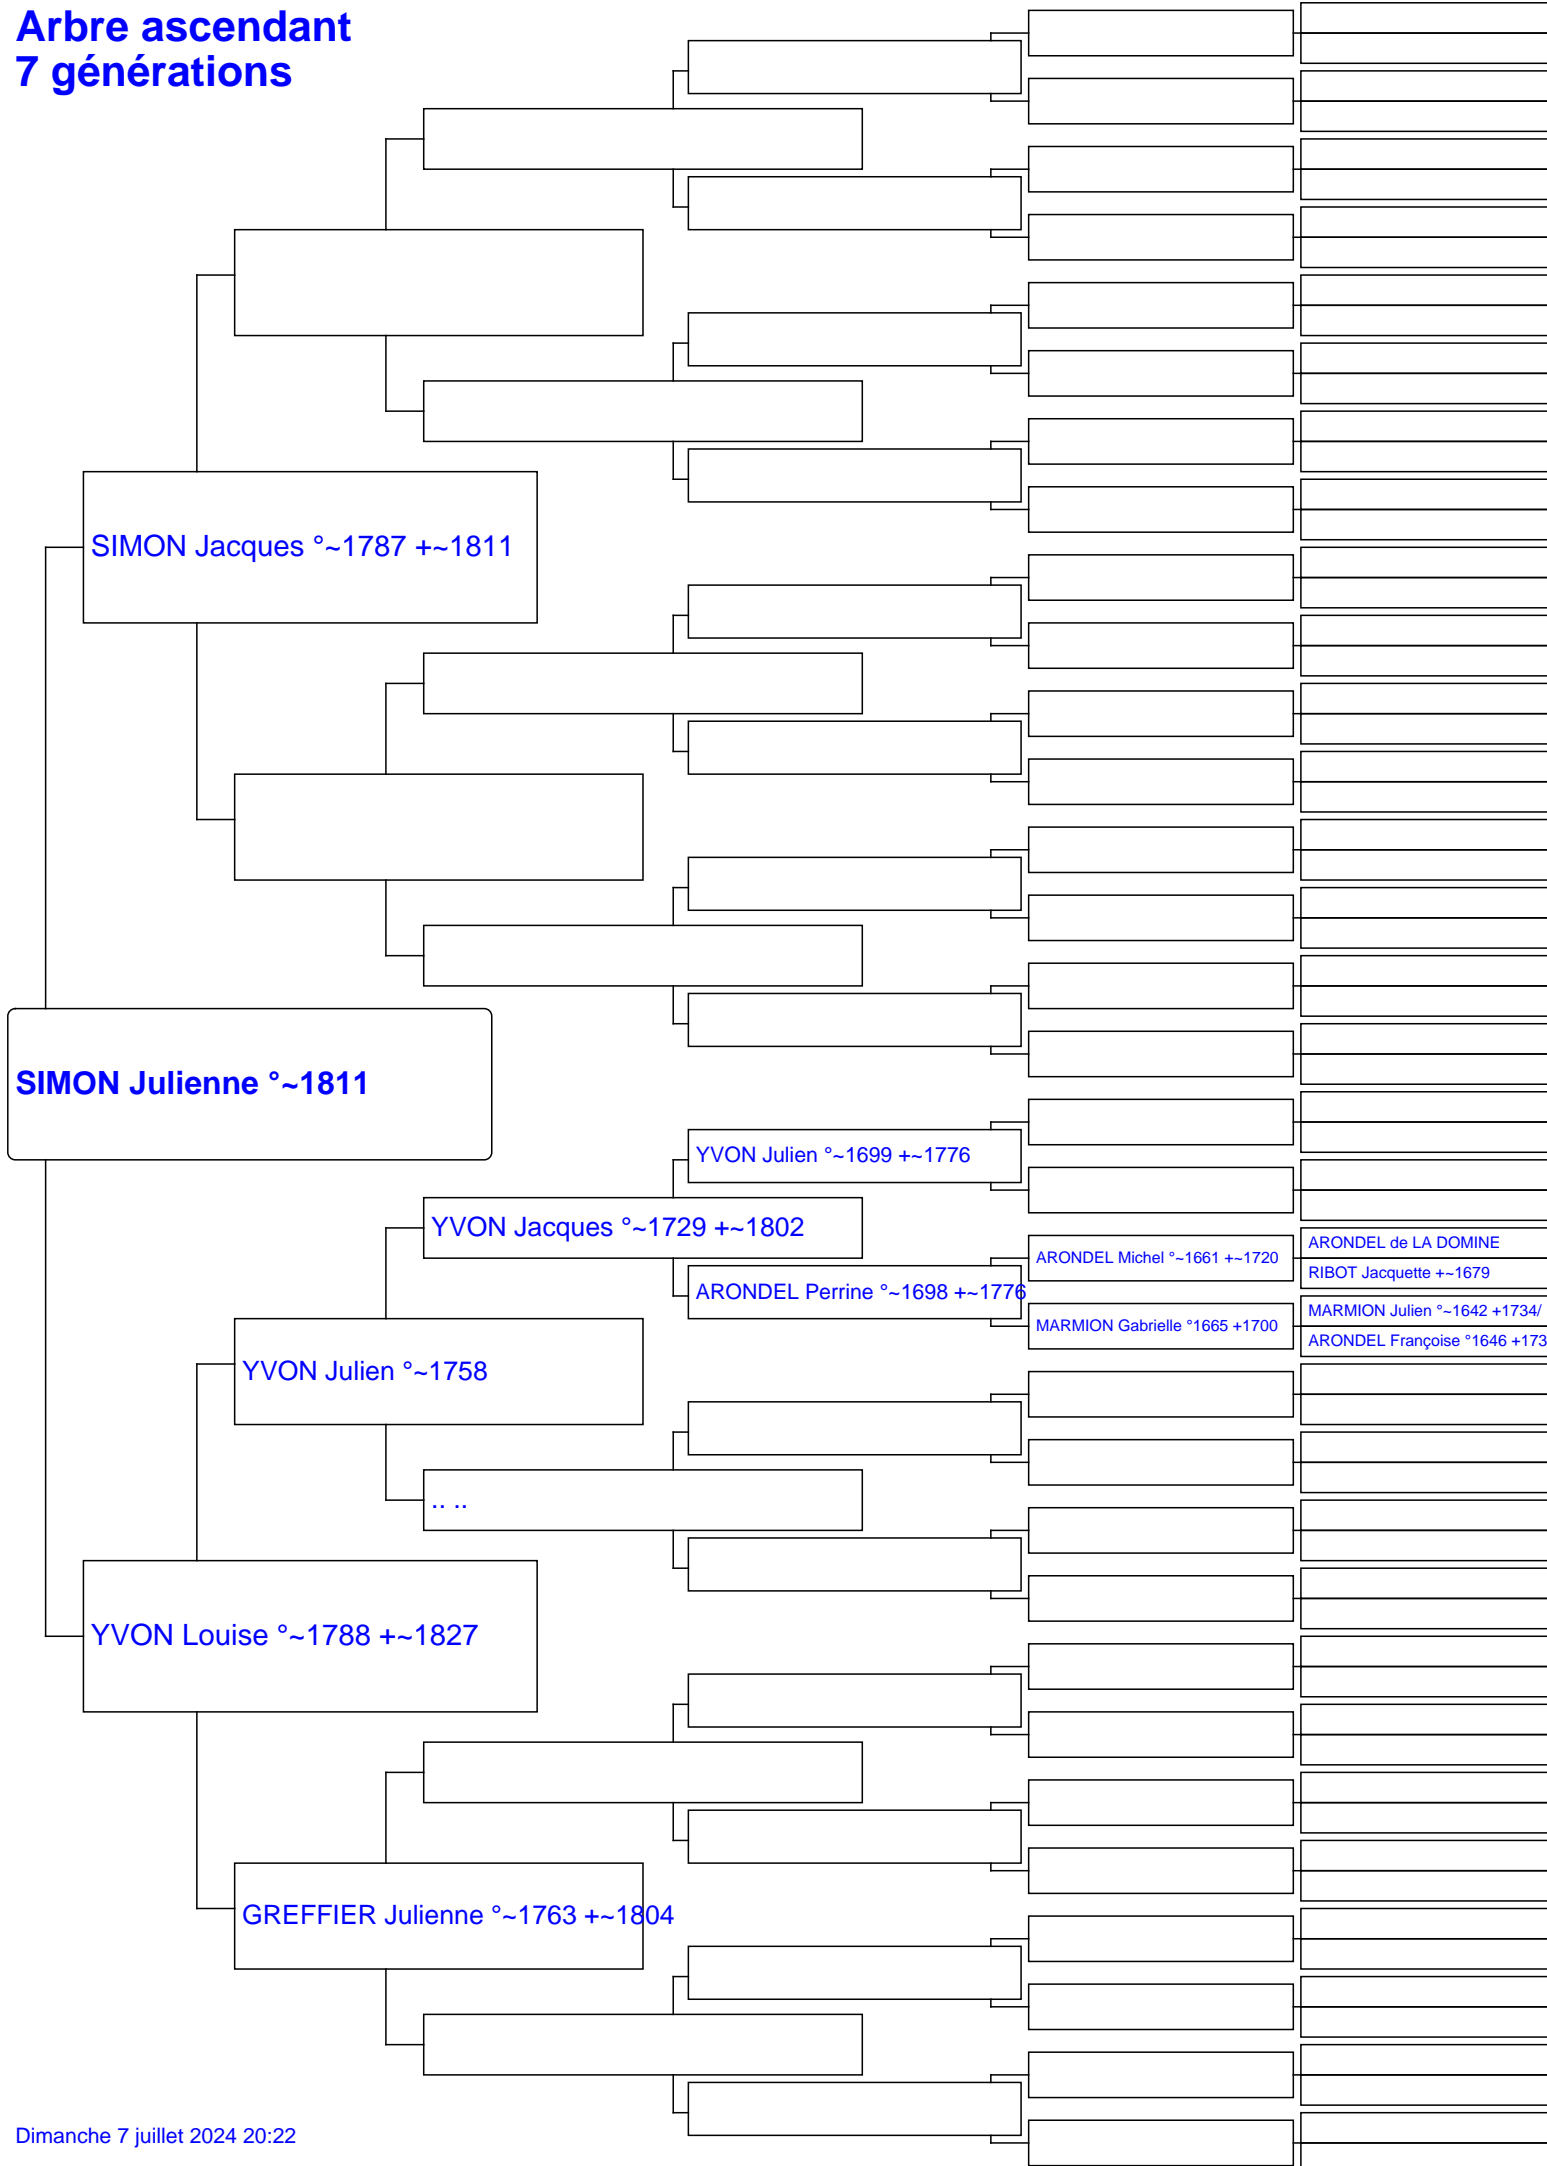 Arbre ascendant
7 générations
SIMON Jacques °~1787 +~1811
SIMON Julienne °~1811
YVON Julien °~1699 +~1776
YVON Jacques °~1729 +~1802
ARONDEL de LA DOMINE
ARONDEL Michel °~1661 +~1720
RIBOT Jacquette +~1679
ARONDEL Perrine °~1698 +~1776
MARMION Julien °~1642 +1734/
MARMION Gabrielle °1665 +1700
ARONDEL Françoise °1646 +173
YVON Julien °~1758
.. ..
YVON Louise °~1788 +~1827
GREFFIER Julienne °~1763 +~1804
Dimanche 7 juillet 2024 20:22